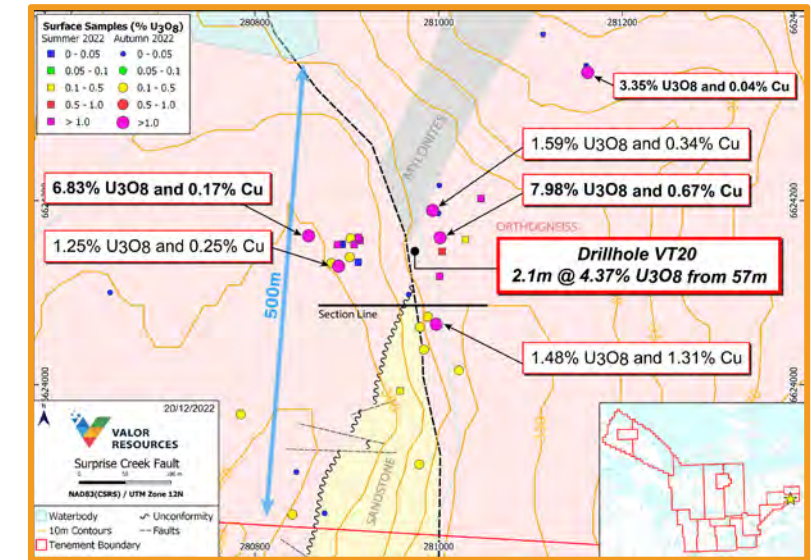 280800 281000 281200
Surface Samples (% U3O8)
Summer 2022 Autumn 2022
0 - 0.05 0 - 0.05
0.05 - 0.1 0.05 - 0.1
0.1 - 0.5 0.1 - 0.5
0.5 - 1.0 0.5 - 1.0
> 1.0 >1.0
3.35% U3O8 and 0.04% Cu
MYLONITES
1.59% U3O8 and 0.34% Cu
6.83% U3O8 and 0.17% Cu
7.98% U3O8 and 0.67% Cu
6624200
6624200
ORTHOGNEISS
1.25% U3O8 and 0.25% Cu
Drillhole VT20
2.1m @ 4.37% U3O8 from 57m
500m
Section Line
1.48% U3O8 and 1.31% Cu
6624000
6624000
20/12/2022
VALOR
RESOURCES
Surprise Creek Fault
NAD83(CSRS) / UTM Zone 12N
SANDSTONE
Waterbody Unconformity
10m Contours Faults
Tenement Boundary
280800 281000